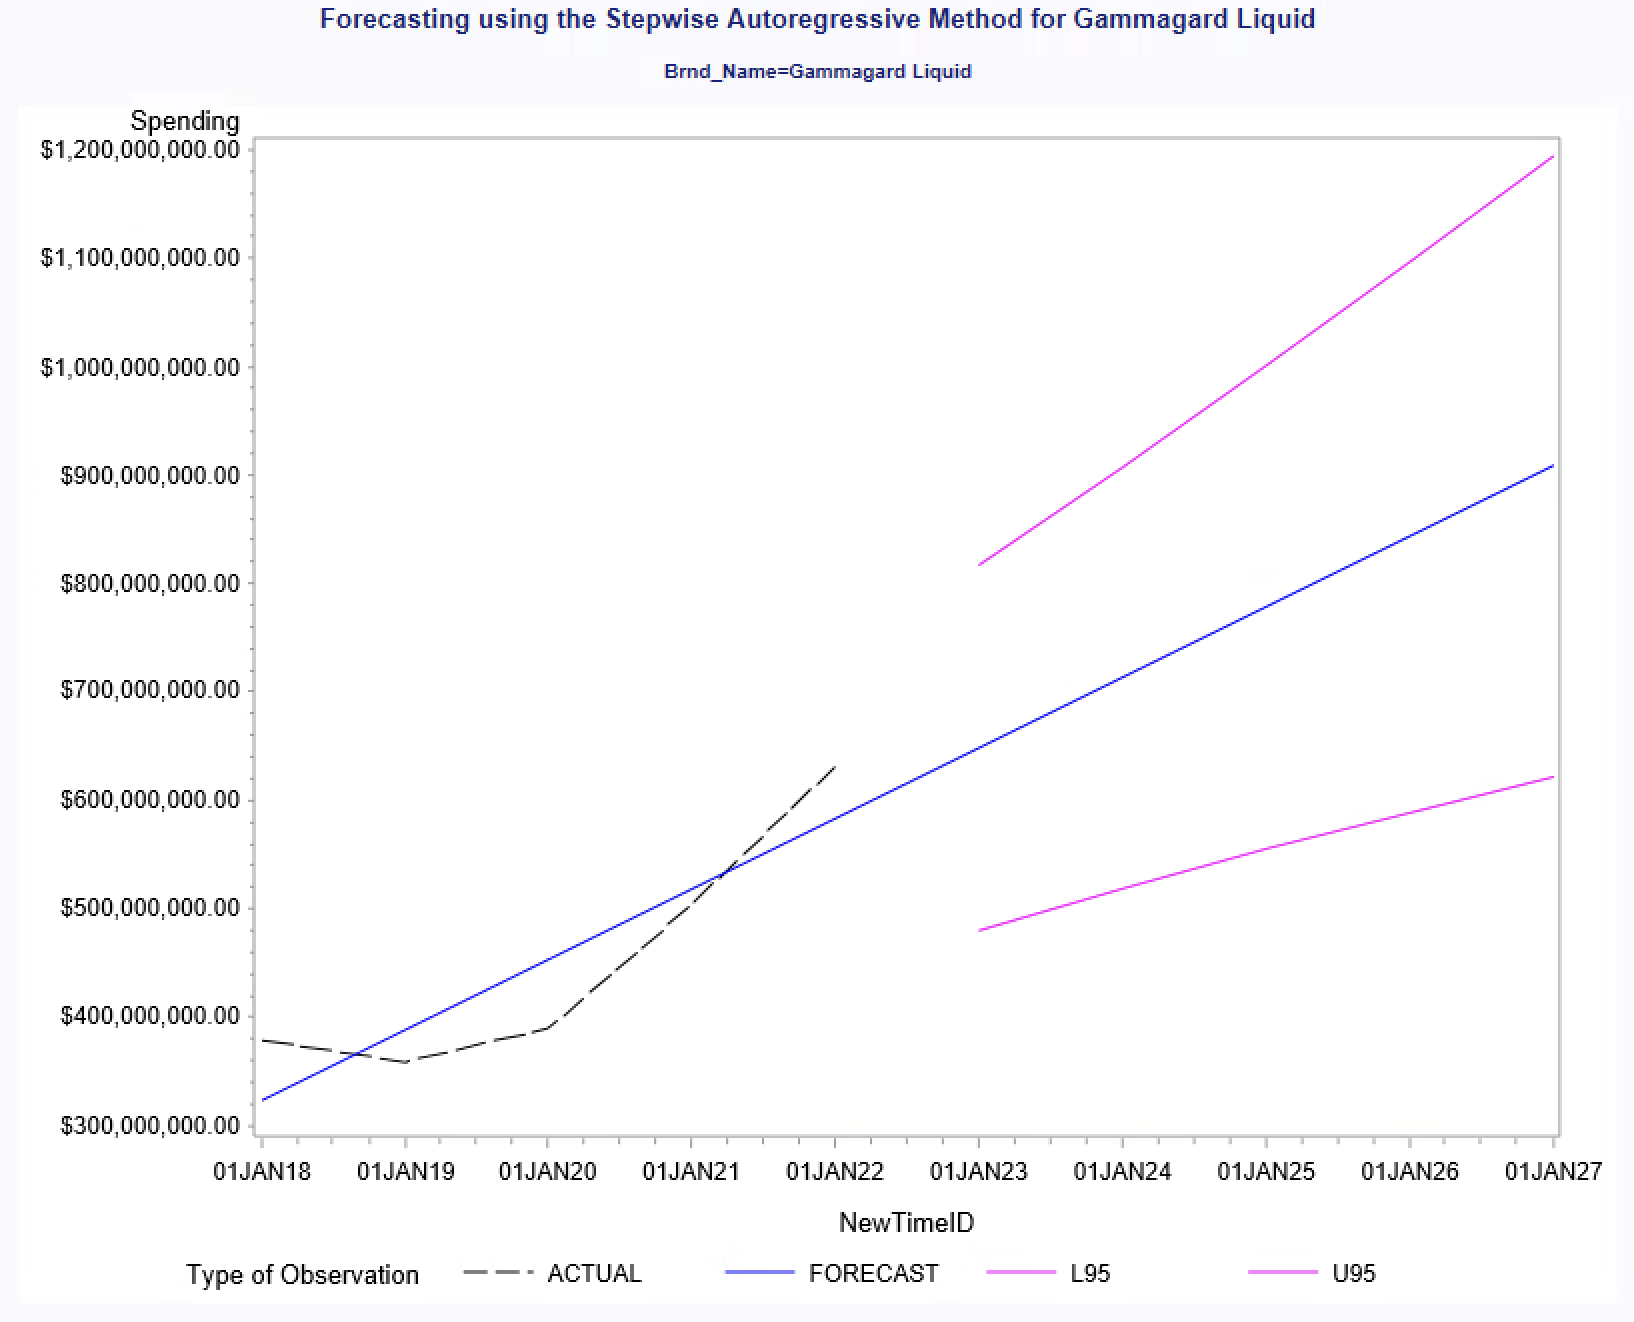 Forecasting using the Stepwise Autoregressive Method for Gammagard Liquid
Brnd_Name=Gammagard Liquid
Spending
$1,200,000,000.00
$1,100,000,000.00
$1,000,000,000.00
$900,000,000.00
$800,000,000.00
$700,000,000.00
$600,000,000.00
$500,000,000.00
$400,000,000.00
$300,000,000.00
01JAN18 01JAN19 01JAN20 01JAN21 01JAN22 01JAN23 01JAN24 01JAN25 01JAN26 01JAN27
NewTimeID
Type of Observation ACTUAL FORECAST L95 U95